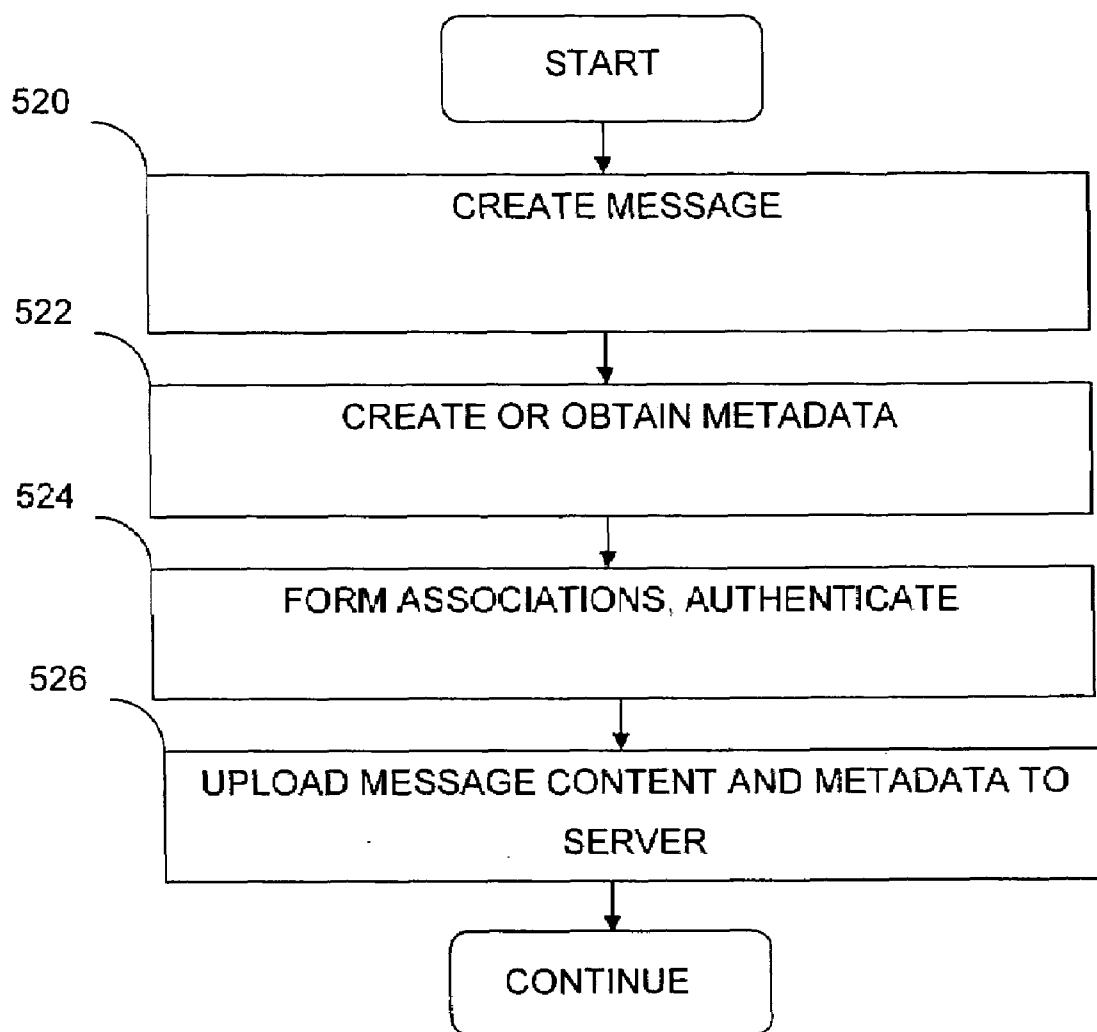 START
520
CREATE MESSAGE
522
CREATE OR OBTAIN METADATA
524
FORM ASSOCIATIONS, AUTHENTICATE
526
UPLOAD MESSAGE CONTENT AND METADATA TO
SERVER
CONTINUE